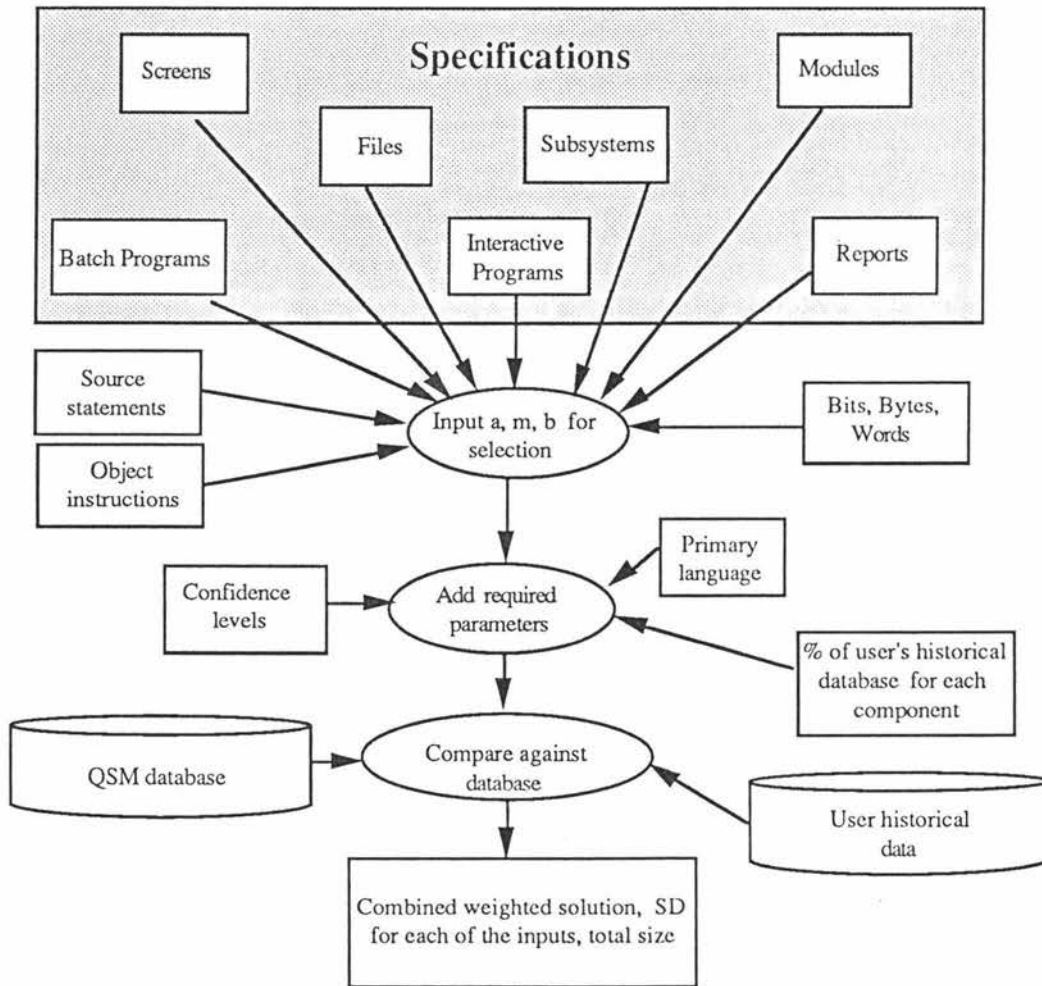 Specifications
Screens
Modules
Files
Subsystems
Batch Programs
Interactive
Programs
Reports
Source
statements
Input a, m, b for
selection
Bits, Bytes,
Words
Object
instructions
Primary
language
Confidence
levels
Add required
parameters
% of user's historical
database for each
component
QSM database
Compare against
database
User historical
data
Combined weighted solution, SD
for each of the inputs, total size